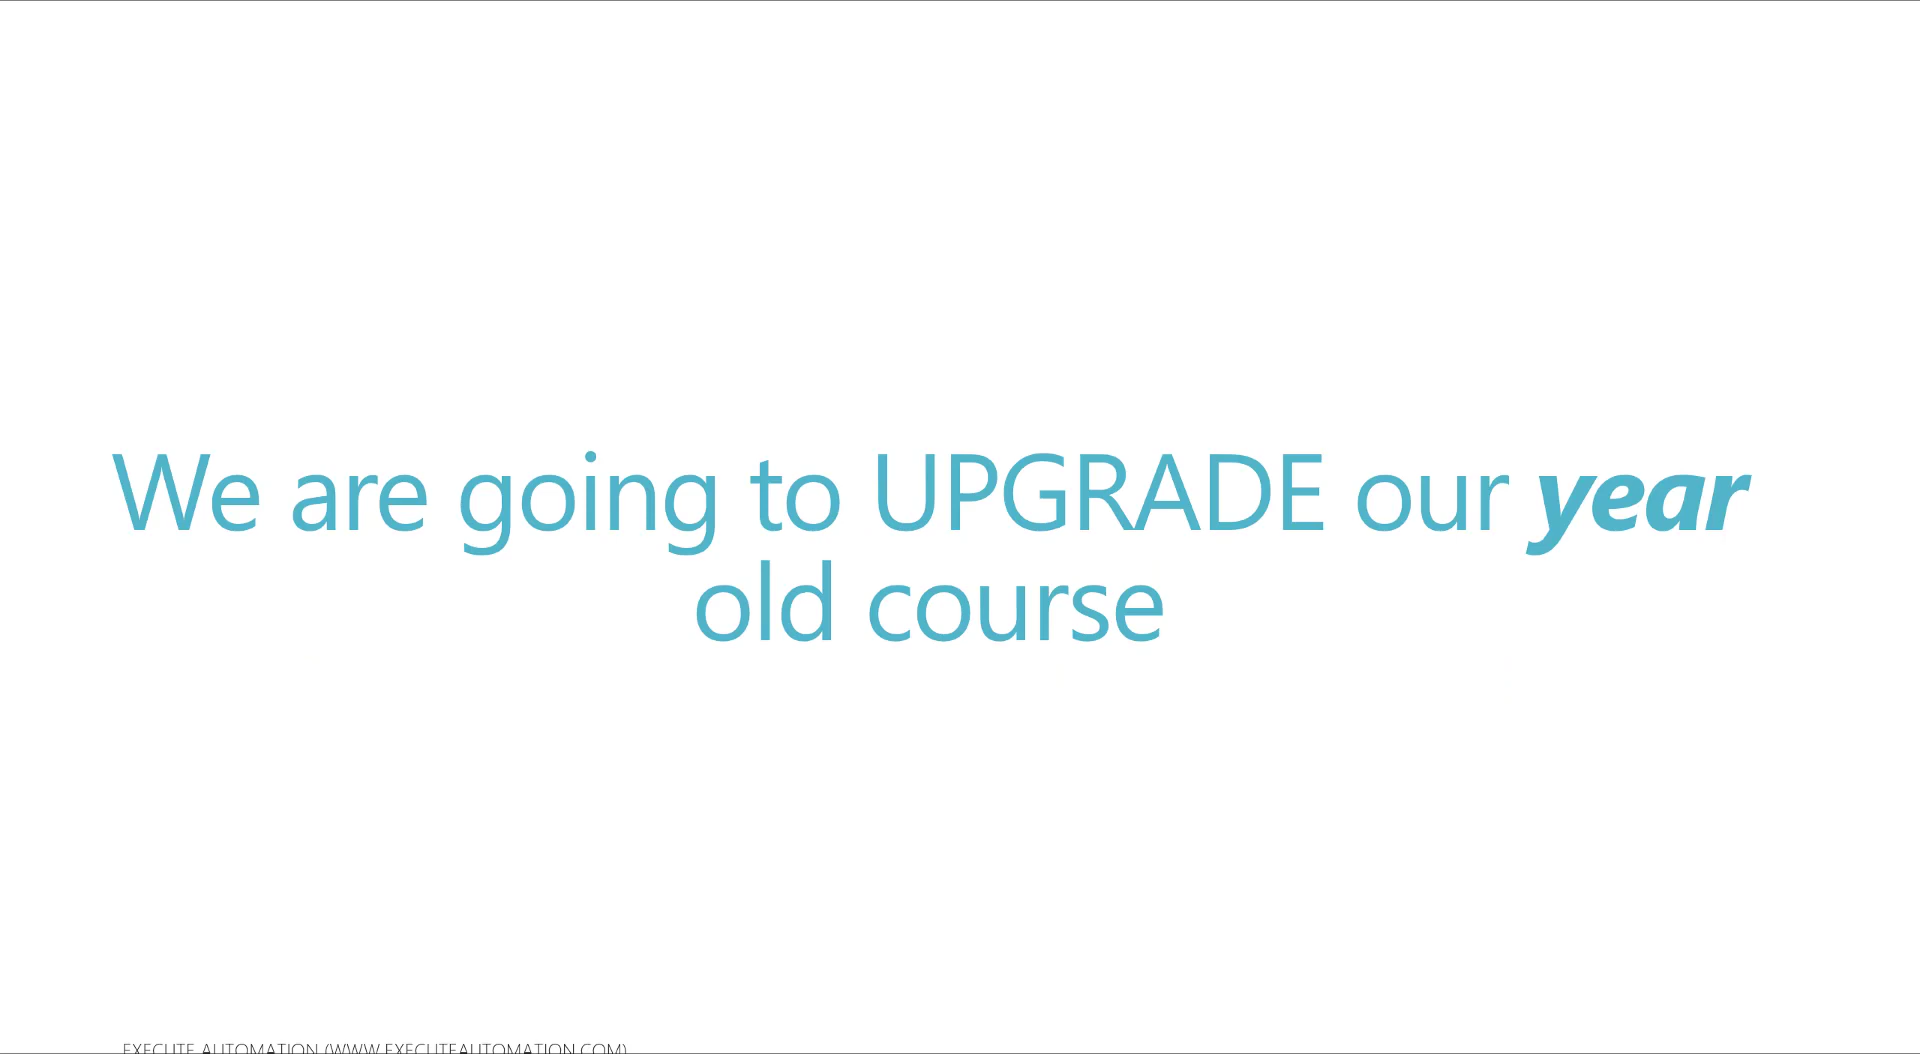 We are going to UPGRADE our year
old course
EXECUTE AUTOMATION (WWW.EXECUTEAUTOMATION.COM)